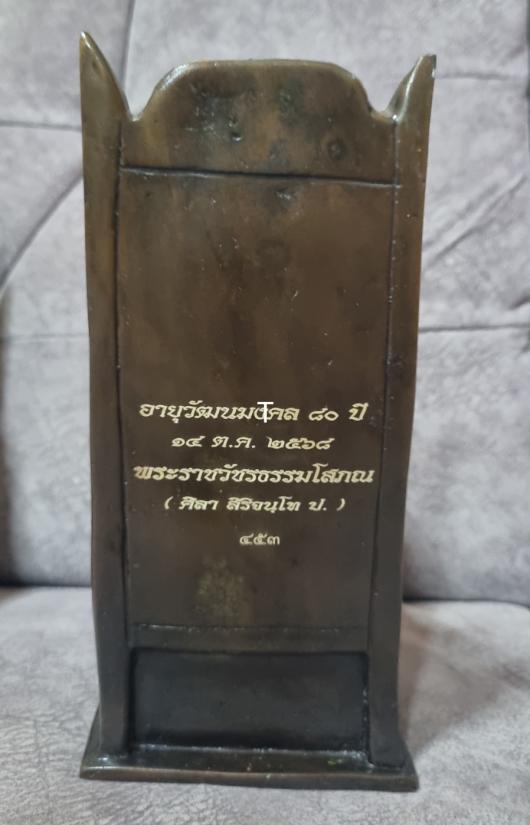 อายุวัฒนมงคล ๘๐ ปี
๑๔ ต.ค. ๒๕๖๘
พระราชวัชรธรรมโสภณ
( ศิลา สิริจนฺโท ป. )
๔๕๓